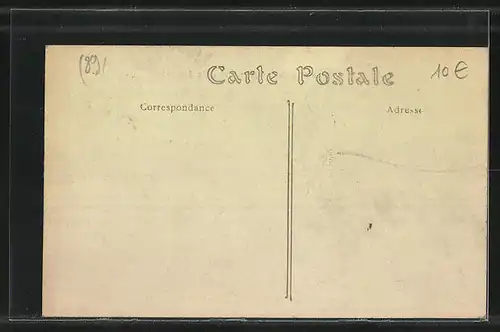 (89)
Carte Postale
10€
Correspondance
Adresse